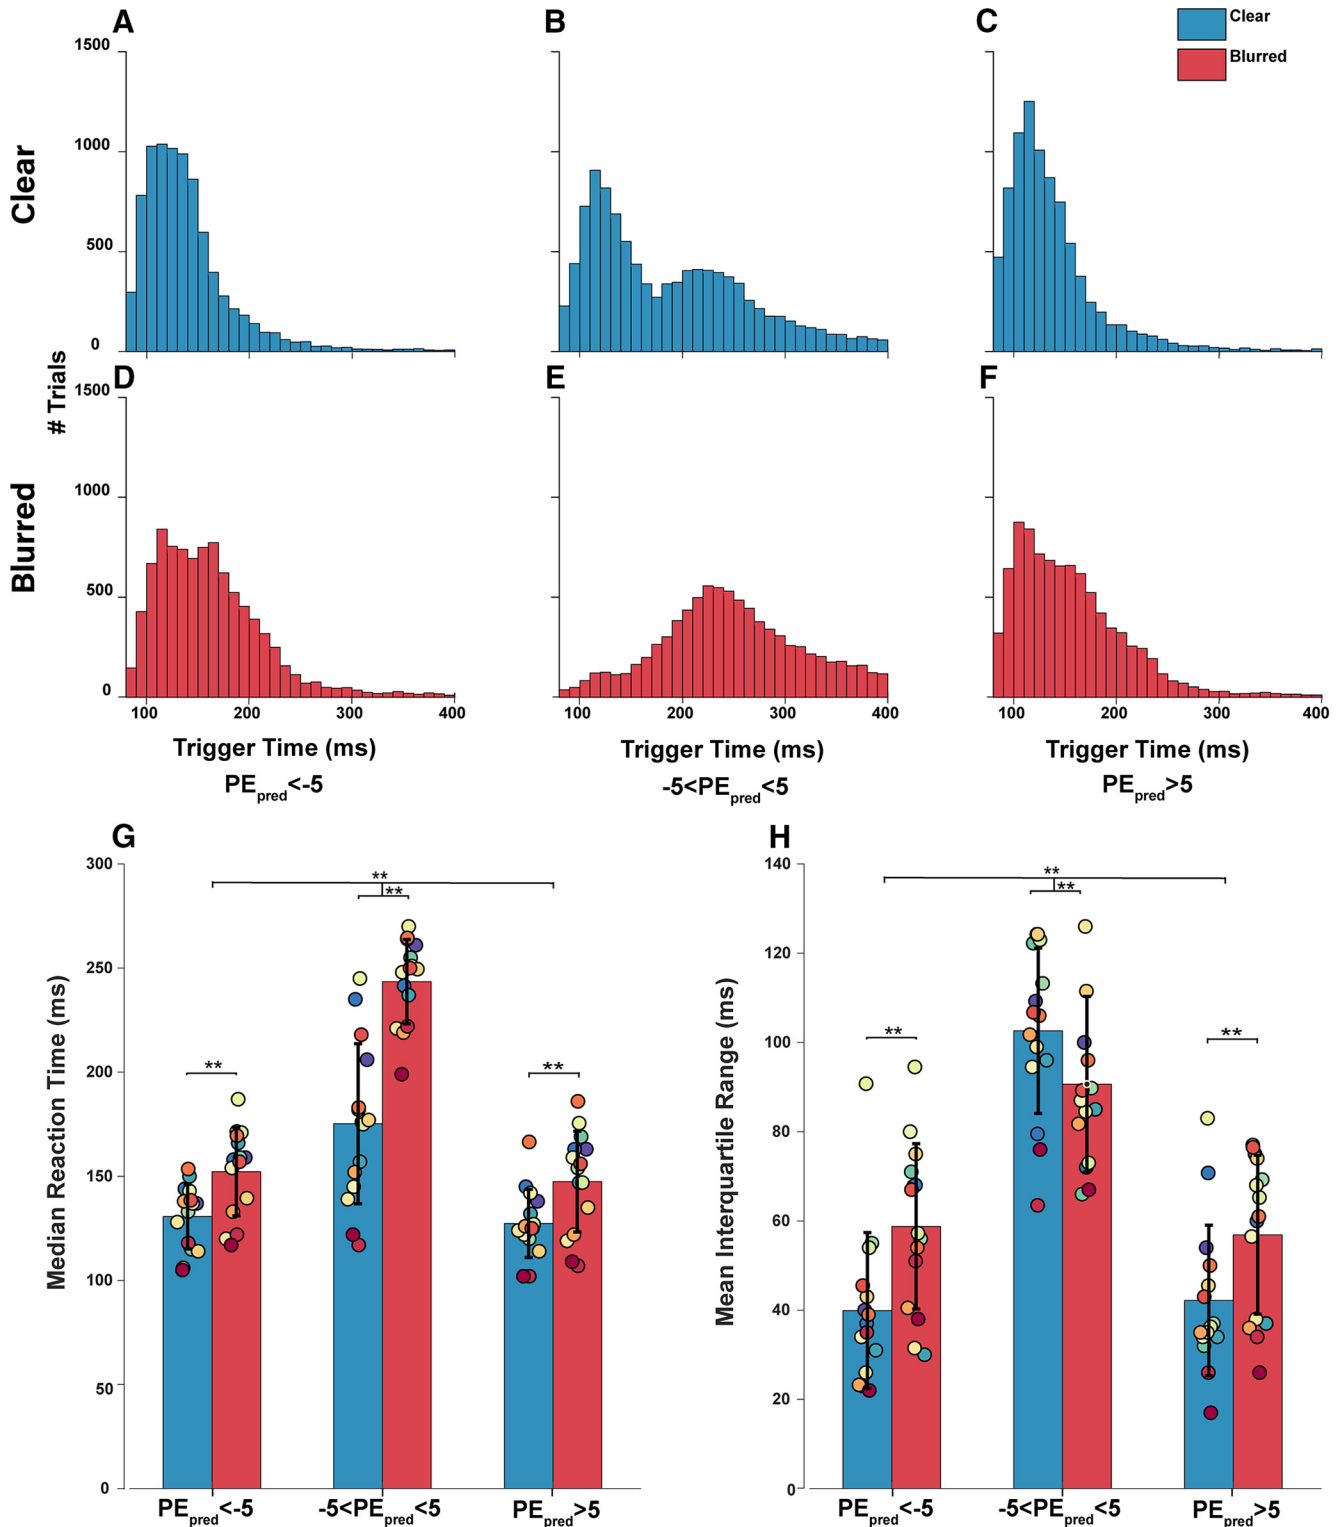 A
B
C
Clear
Blurred
1500
1000
500
0
Clear
# Trials
D
E
F
1500
1000
500
0
Blurred
100 200 300 400
100 200 300 400
100 200 300 400
Trigger Time (ms)
Trigger Time (ms)
Trigger Time (ms)
PEpred<-5
-5<PEpred<5
PEpred>5
G
300
250
200
150
100
50
0
Median Reaction Time (ms)
**
**
**
**
PEpred<-5
-5<PEpred<5
PEpred>5
H
140
120
100
80
60
40
20
0
Mean Interquartile Range (ms)
**
**
**
**
PEpred<-5
-5<PEpred<5
PEpred>5